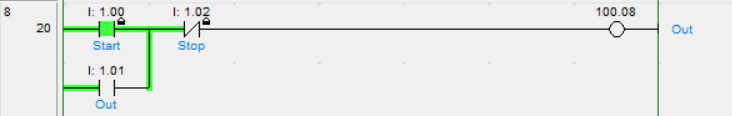 8
I: 1.00 I: 1.02 100.08
20
Start Stop Out
I: 1.01
Out